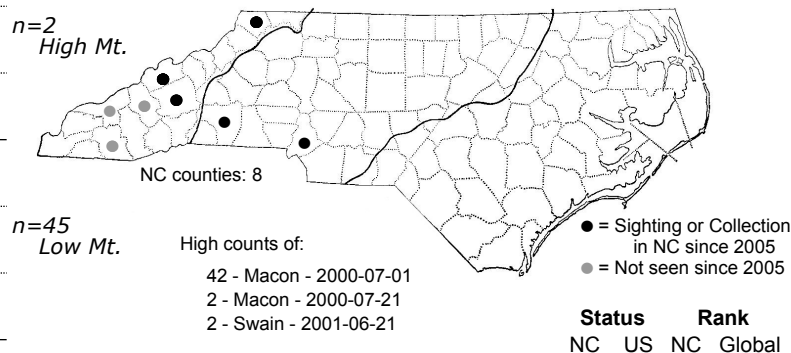 n=2
High Mt.
NC counties: 8
n=45
Low Mt.
High counts of:
42 - Macon - 2000-07-01
2 - Macon - 2000-07-21
2 - Swain - 2001-06-21
● = Sighting or Collection
in NC since 2005
● = Not seen since 2005
Status Rank
NC US NC Global